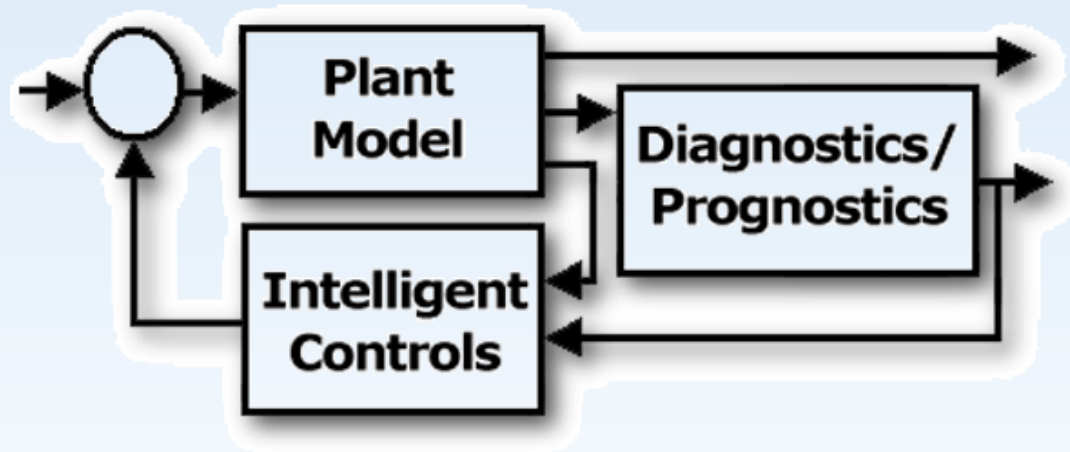 Plant
Model
Diagnostics/
Prognostics
Intelligent
Controls